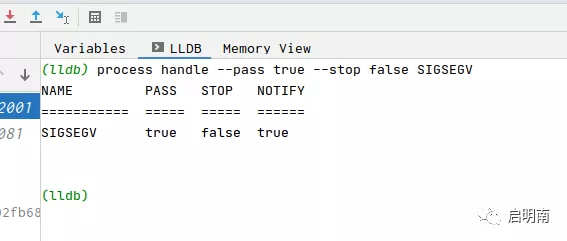 Variables LLDB Memory View
(lldb) process handle --pass true --stop false SIGSEGV
NAME PASS STOP NOTIFY
=========== ===== ===== ======
2001
SIGSEGV true false true
081
(lldb)
02fb68
启明南